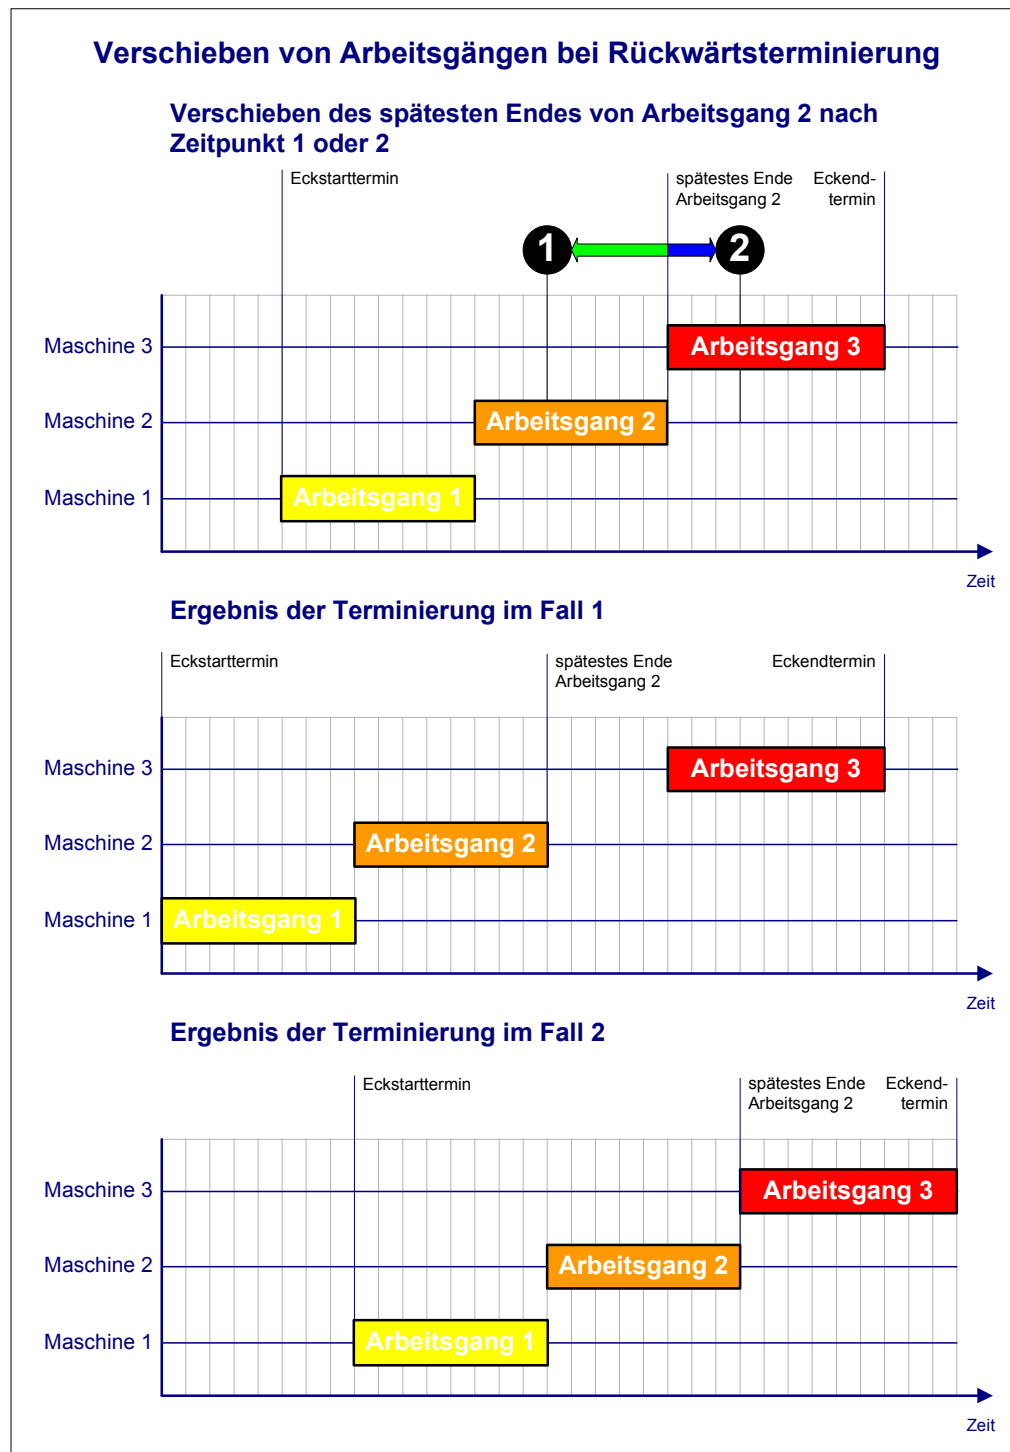 Verschieben von Arbeitsgängen bei Rückwärtsterminierung
Verschieben des spätesten Endes von Arbeitsgang 2 nach
Zeitpunkt 1 oder 2
Eckstarttermin
spätestes Ende
Arbeitsgang 2
Eckend-
termin
1
2
Maschine 3
Arbeitsgang 3
Maschine 2
Arbeitsgang 2
Maschine 1
Arbeitsgang 1
Zeit
Ergebnis der Terminierung im Fall 1
Eckstarttermin
spätestes Ende
Arbeitsgang 2
Eckendtermin
Maschine 3
Arbeitsgang 3
Maschine 2
Arbeitsgang 2
Maschine 1
Arbeitsgang 1
Zeit
Ergebnis der Terminierung im Fall 2
Eckstarttermin
spätestes Ende
Arbeitsgang 2
Eckend-
termin
Maschine 3
Arbeitsgang 3
Maschine 2
Arbeitsgang 2
Maschine 1
Arbeitsgang 1
Zeit